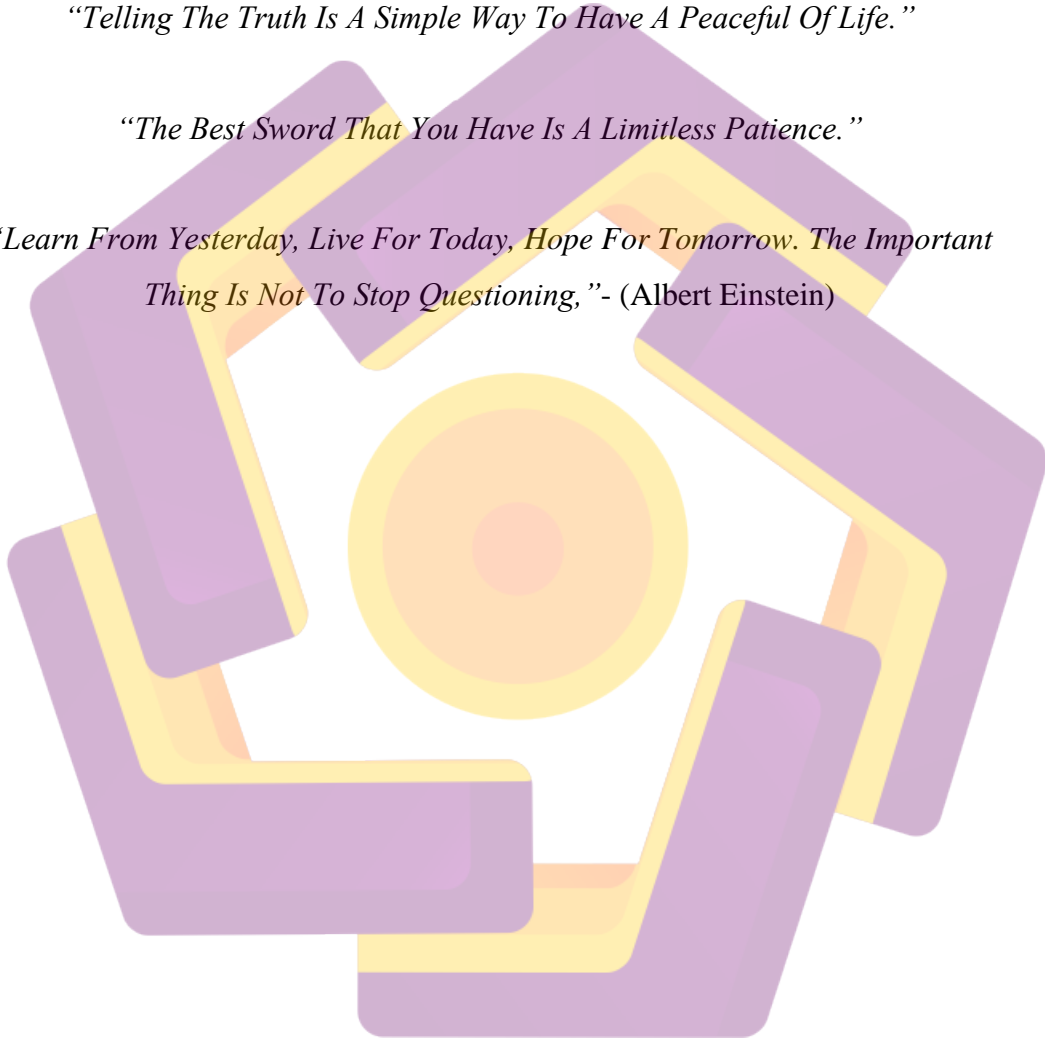 “Telling The Truth Is A Simple Way To Have A Peaceful Of Life.”
“The Best Sword That You Have Is A Limitless Patience.”
“Learn From Yesterday, Live For Today, Hope For Tomorrow. The Important
Thing Is Not To Stop Questioning,”- (Albert Einstein)